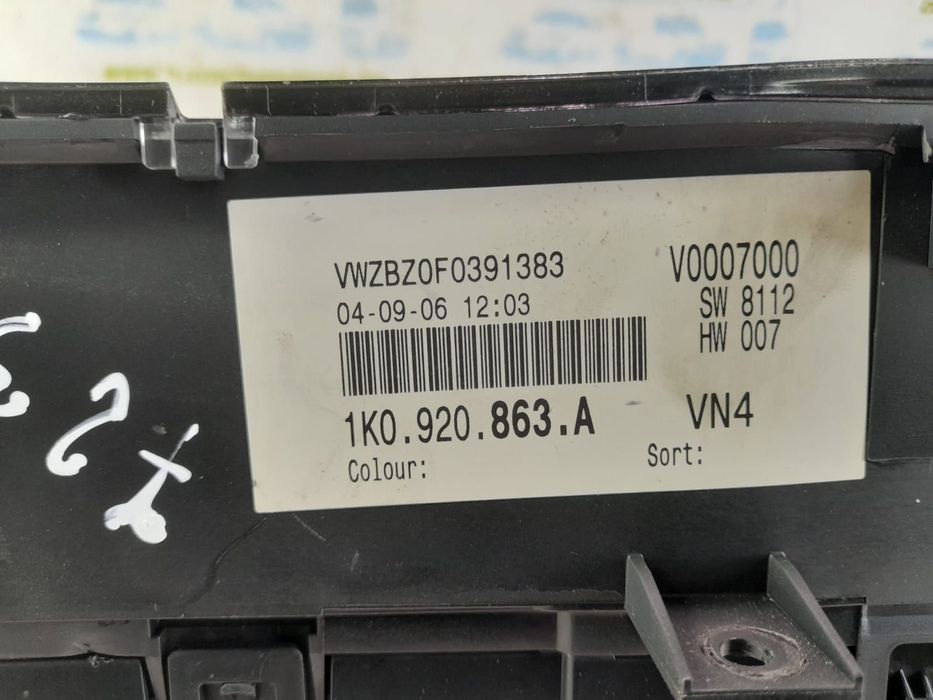 VWZBZ0F0391383
V0007000
04-09-06 12:03
SW 8112
HW 007
1K0.920.863.A
VN4
Colour:
Sort: